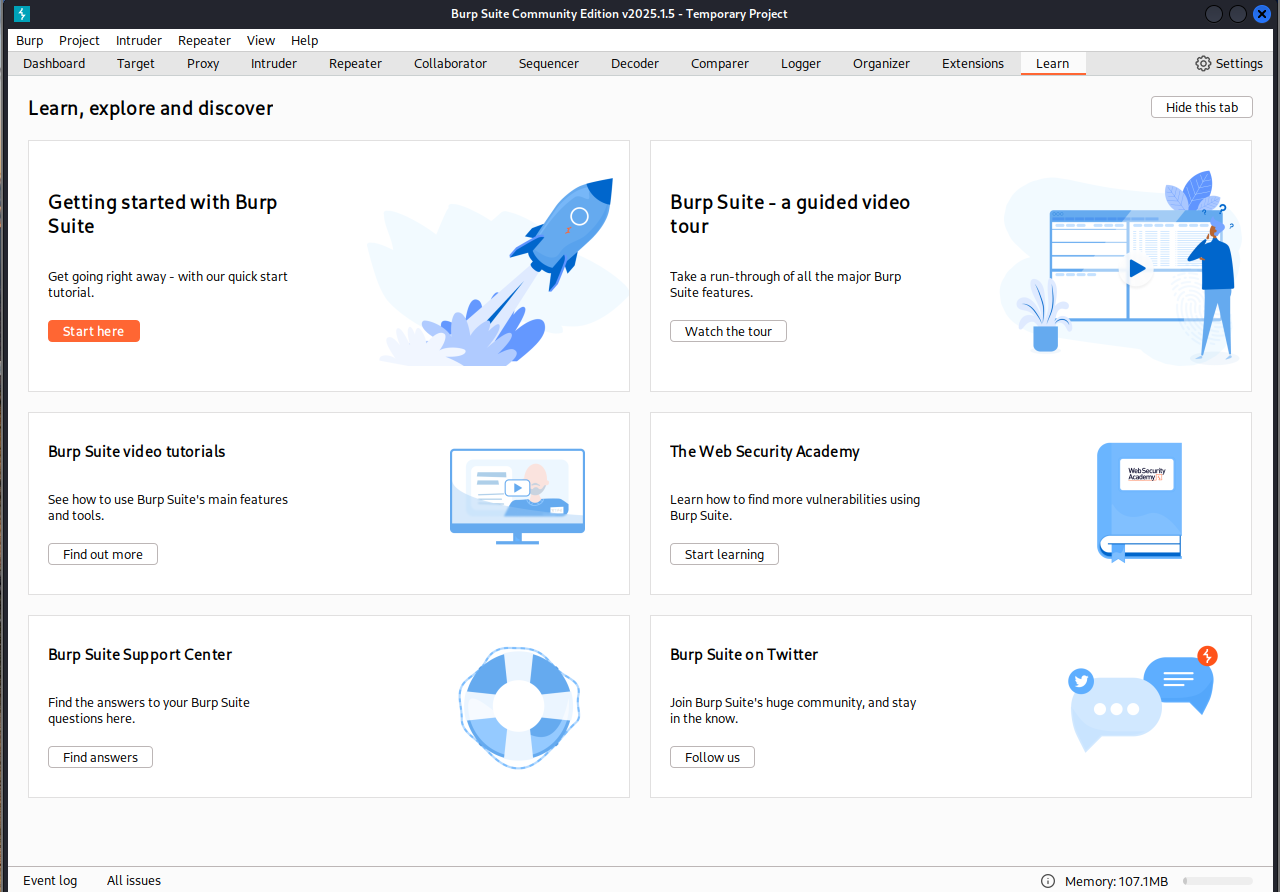 Burp Suite Community Edition v2025.1.5 - Temporary Project
Burp Project Intruder Repeater View Help
Dashboard Target Proxy Intruder Repeater Collaborator Sequencer Decoder Comparer Logger Organizer Extensions Learn Settings
Learn, explore and discover
Hide this tab
Getting started with Burp
Suite
Get going right away - with our quick start
tutorial.
Start here
Burp Suite - a guided video
tour
Take a run-through of all the major Burp
Suite features.
Watch the tour
Burp Suite video tutorials
See how to use Burp Suite's main features
and tools.
Find out more
The Web Security Academy
Learn how to find more vulnerabilities using
Burp Suite.
Start learning
WebSecurity
Academy
Burp Suite Support Center
Find the answers to your Burp Suite
questions here.
Find answers
Burp Suite on Twitter
Join Burp Suite's huge community, and stay
in the know.
Follow us
Event log All issues Memory: 107.1MB